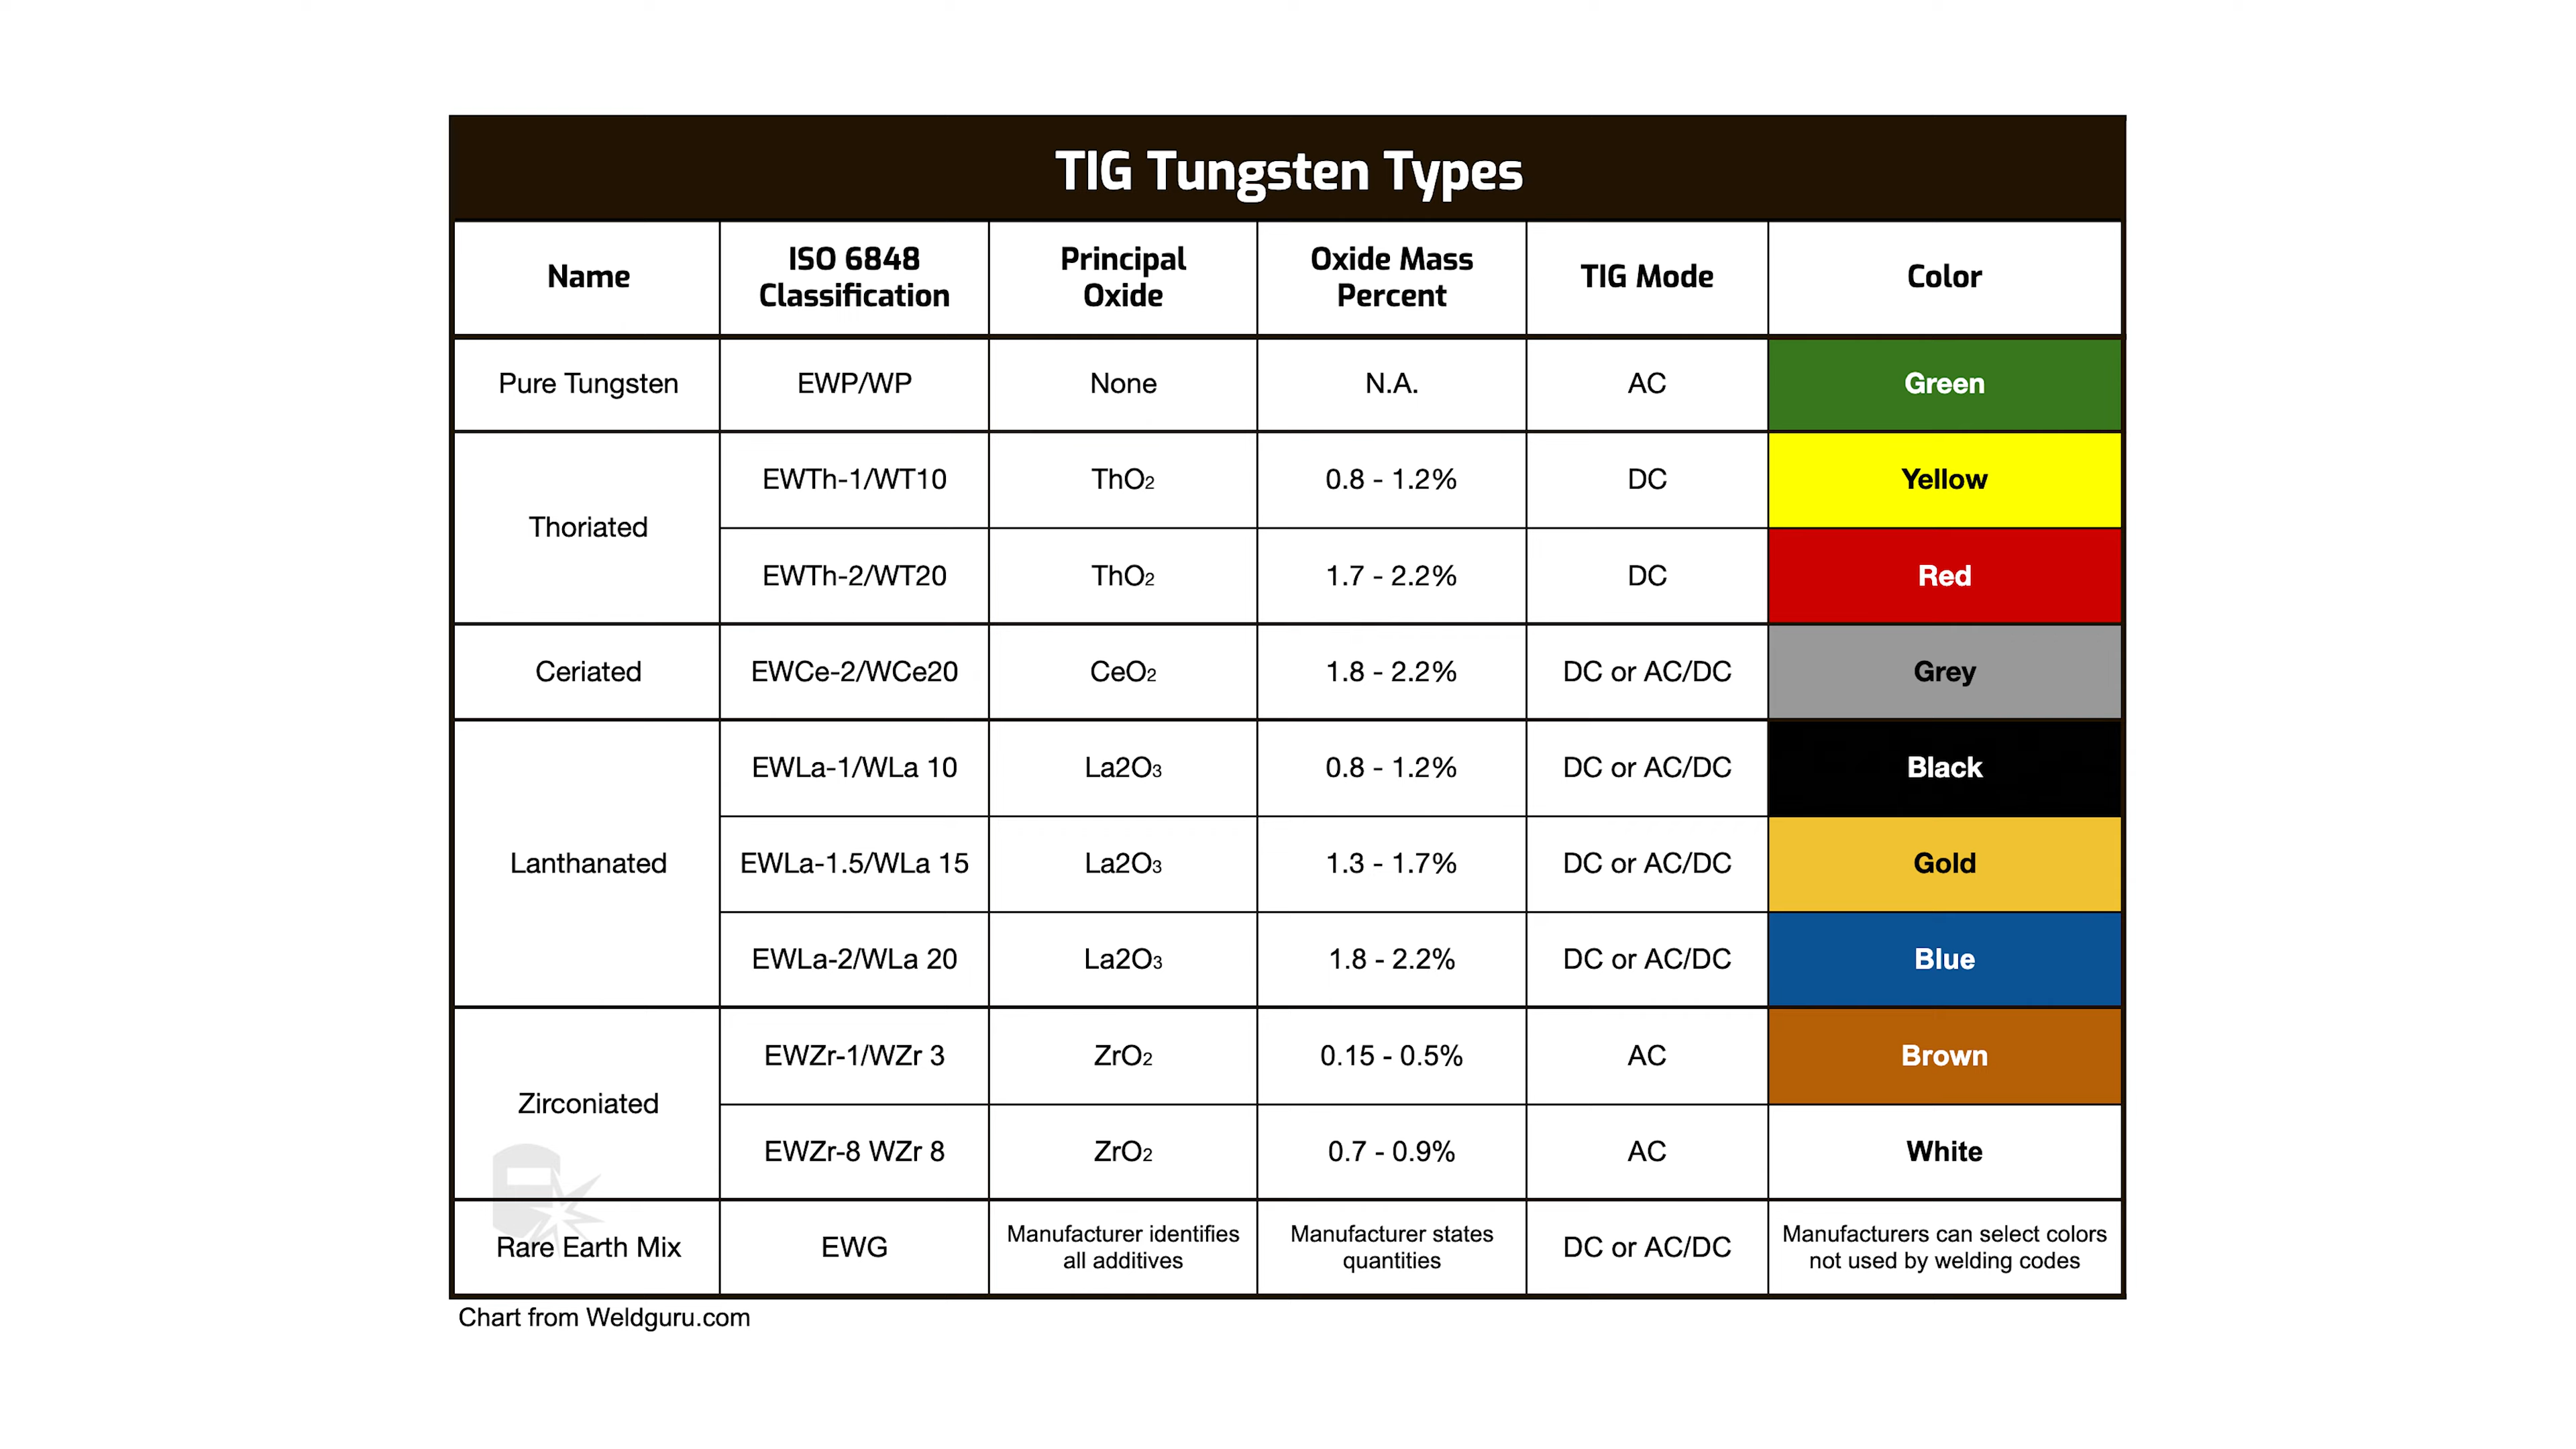 TIG Tungsten Types
Name
ISO 6848
Classification
Principal
Oxide
Oxide Mass
Percent
TIG Mode
Color
Pure Tungsten
EWP/WP
None
N.A.
AC
Green
Thoriated
EWTh-1/WT10
ThO₂
0.8 - 1.2%
DC
Yellow
EWTh-2/WT20
ThO₂
1.7 - 2.2%
DC
Red
Ceriated
EWCe-2/WCe20
CeO₂
1.8 - 2.2%
DC or AC/DC
Grey
Lanthanated
EWLa-1/WLa 10
La2O₃
0.8 - 1.2%
DC or AC/DC
Black
EWLa-1.5/WLa 15
La2O₃
1.3 - 1.7%
DC or AC/DC
Gold
EWLa-2/WLa 20
La2O₃
1.8 - 2.2%
DC or AC/DC
Blue
Zirconiated
EWZr-1/WZr 3
ZrO₂
0.15 - 0.5%
AC
Brown
EWZr-8 WZr 8
ZrO₂
0.7 - 0.9%
AC
White
Rare Earth Mix
EWG
Manufacturer identifies
all additives
Manufacturer states
quantities
DC or AC/DC
Manufacturers can select colors
not used by welding codes
Chart from Weldguru.com